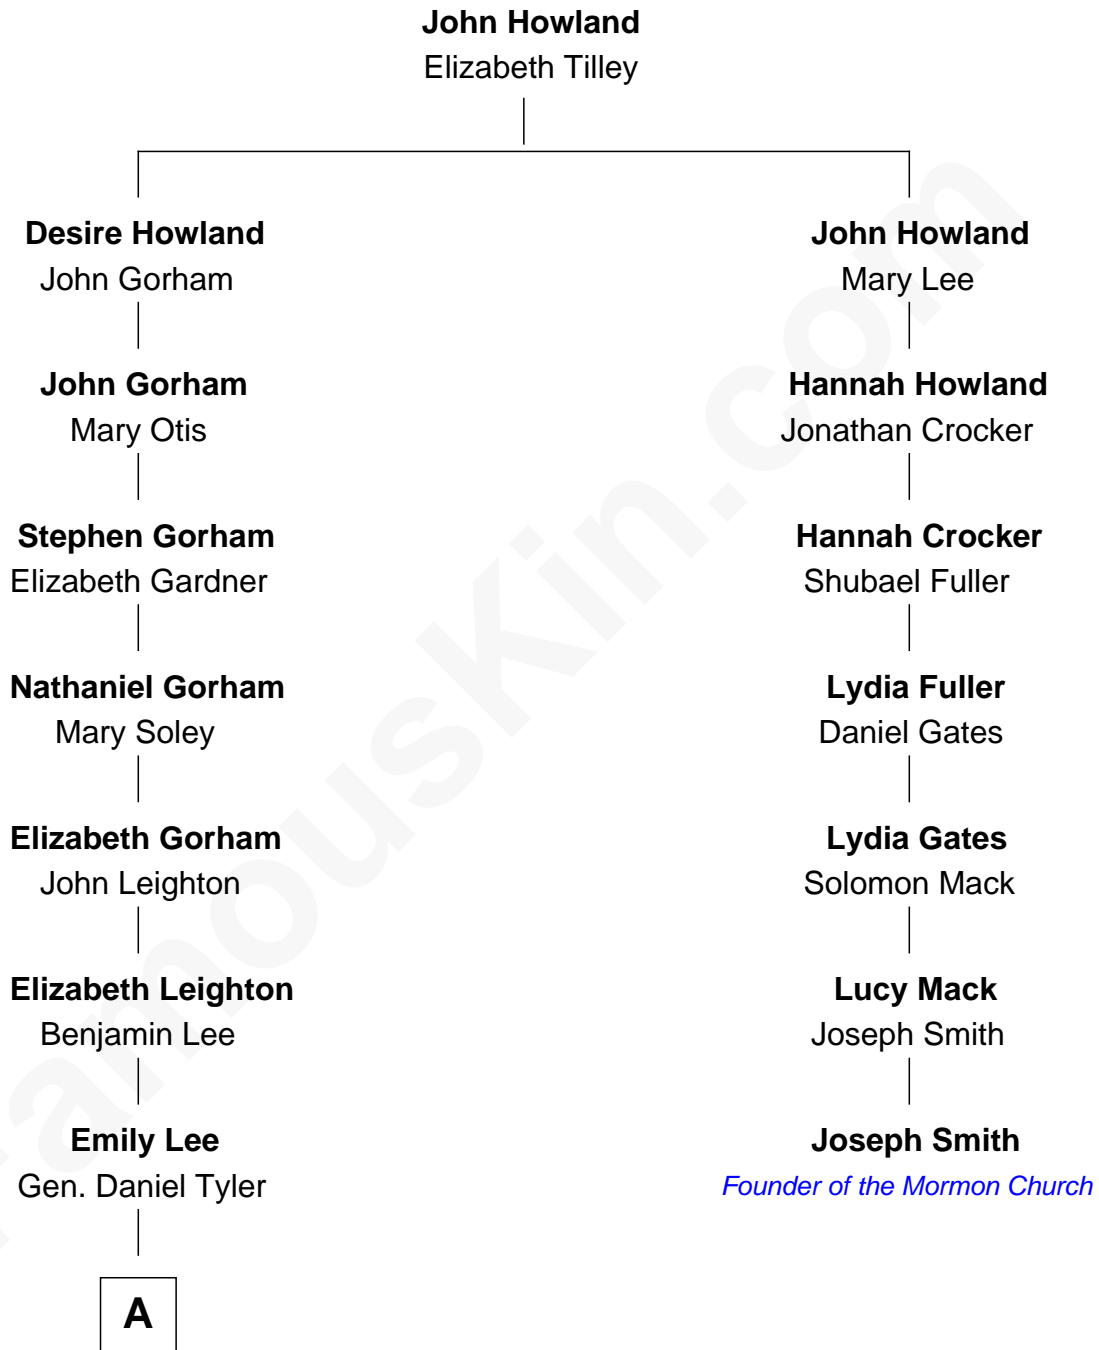 John Howland
Elizabeth Tilley
Desire Howland
John Gorham
John Howland
Mary Lee
John Gorham
Mary Otis
Hannah Howland
Jonathan Crocker
Stephen Gorham
Elizabeth Gardner
Hannah Crocker
Shubael Fuller
Nathaniel Gorham
Mary Soley
Lydia Fuller
Daniel Gates
Elizabeth Gorham
John Leighton
Lydia Gates
Solomon Mack
Elizabeth Leighton
Benjamin Lee
Lucy Mack
Joseph Smith
Emily Lee
Gen. Daniel Tyler
Joseph Smith
Founder of the Mormon Church
A
FamousKin.com